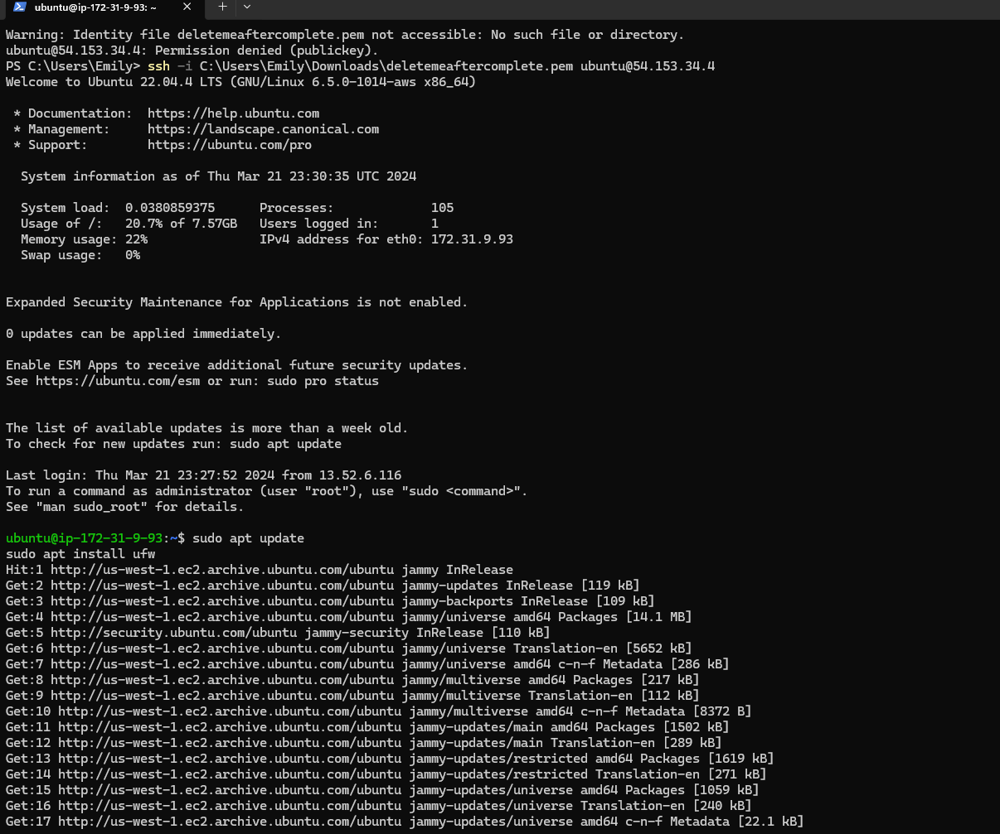 ubuntu@ip-172-31-9-93: ~
Warning: Identity file deletemeaftercomplete.pem not accessible: No such file or directory.
ubuntu@54.153.34.4: Permission denied (publickey).
PS C:\Users\Emily> ssh -i C:\Users\Emily\Downloads\deletemeaftercomplete.pem ubuntu@54.153.34.4
Welcome to Ubuntu 22.04.4 LTS (GNU/Linux 6.5.0-1014-aws x86_64)
* Documentation:  https://help.ubuntu.com
* Management:     https://landscape.canonical.com
* Support:        https://ubuntu.com/pro
System information as of Thu Mar 21 23:30:35 UTC 2024
System load:  0.0380859375      Processes:             105
Usage of /:   20.7% of 7.57GB   Users logged in:       1
Memory usage: 22%               IPv4 address for eth0: 172.31.9.93
Swap usage:   0%
Expanded Security Maintenance for Applications is not enabled.
0 updates can be applied immediately.
Enable ESM Apps to receive additional future security updates.
See https://ubuntu.com/esm or run: sudo pro status
The list of available updates is more than a week old.
To check for new updates run: sudo apt update
Last login: Thu Mar 21 23:27:52 2024 from 13.52.6.116
To run a command as administrator (user "root"), use "sudo <command>".
See "man sudo_root" for details.
ubuntu@ip-172-31-9-93:~$ sudo apt update
sudo apt install ufw
Hit:1 http://us-west-1.ec2.archive.ubuntu.com/ubuntu jammy InRelease
Get:2 http://us-west-1.ec2.archive.ubuntu.com/ubuntu jammy-updates InRelease [119 kB]
Get:3 http://us-west-1.ec2.archive.ubuntu.com/ubuntu jammy-backports InRelease [109 kB]
Get:4 http://us-west-1.ec2.archive.ubuntu.com/ubuntu jammy/universe amd64 Packages [14.1 MB]
Get:5 http://security.ubuntu.com/ubuntu jammy-security InRelease [110 kB]
Get:6 http://us-west-1.ec2.archive.ubuntu.com/ubuntu jammy/universe Translation-en [5652 kB]
Get:7 http://us-west-1.ec2.archive.ubuntu.com/ubuntu jammy/universe amd64 c-n-f Metadata [286 kB]
Get:8 http://us-west-1.ec2.archive.ubuntu.com/ubuntu jammy/multiverse amd64 Packages [217 kB]
Get:9 http://us-west-1.ec2.archive.ubuntu.com/ubuntu jammy/multiverse Translation-en [112 kB]
Get:10 http://us-west-1.ec2.archive.ubuntu.com/ubuntu jammy/multiverse amd64 c-n-f Metadata [8372 B]
Get:11 http://us-west-1.ec2.archive.ubuntu.com/ubuntu jammy-updates/main amd64 Packages [1502 kB]
Get:12 http://us-west-1.ec2.archive.ubuntu.com/ubuntu jammy-updates/main Translation-en [289 kB]
Get:13 http://us-west-1.ec2.archive.ubuntu.com/ubuntu jammy-updates/restricted amd64 Packages [1619 kB]
Get:14 http://us-west-1.ec2.archive.ubuntu.com/ubuntu jammy-updates/restricted Translation-en [271 kB]
Get:15 http://us-west-1.ec2.archive.ubuntu.com/ubuntu jammy-updates/universe amd64 Packages [1059 kB]
Get:16 http://us-west-1.ec2.archive.ubuntu.com/ubuntu jammy-updates/universe Translation-en [240 kB]
Get:17 http://us-west-1.ec2.archive.ubuntu.com/ubuntu jammy-updates/universe amd64 c-n-f Metadata [22.1 kB]